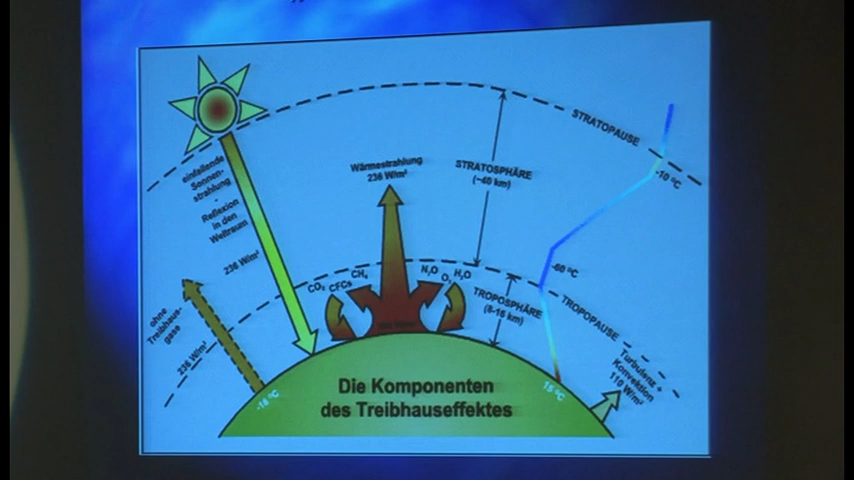 einfallende
Sonnen-
strahlung
-
Reflexion
in den
Weltraum
236 W/m²
Wärmestrahlung
236 W/m²
STRATOSPHÄRE
(~40 km)
STRATOPAUSE
-10 °C
-60 °C
CO₂
CFCs
CH₄
N₂O
O₃
H₂O
TROPOSPHÄRE
(8-16 km)
TROPOPAUSE
ohne
Treibhaus-
gase
236 W/m²
-18 °C
15 °C
Turbulenz +
Konvektion
110 W/m²
Die Komponenten
des Treibhauseffektes